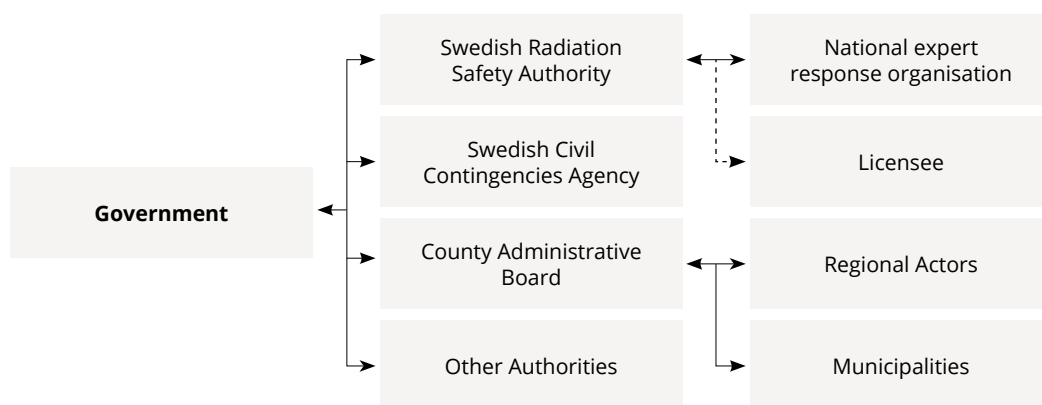 Government
Swedish Radiation
Safety Authority
Swedish Civil
Contingencies Agency
County Administrative
Board
Other Authorities
National expert
response organisation
Licensee
Regional Actors
Municipalities